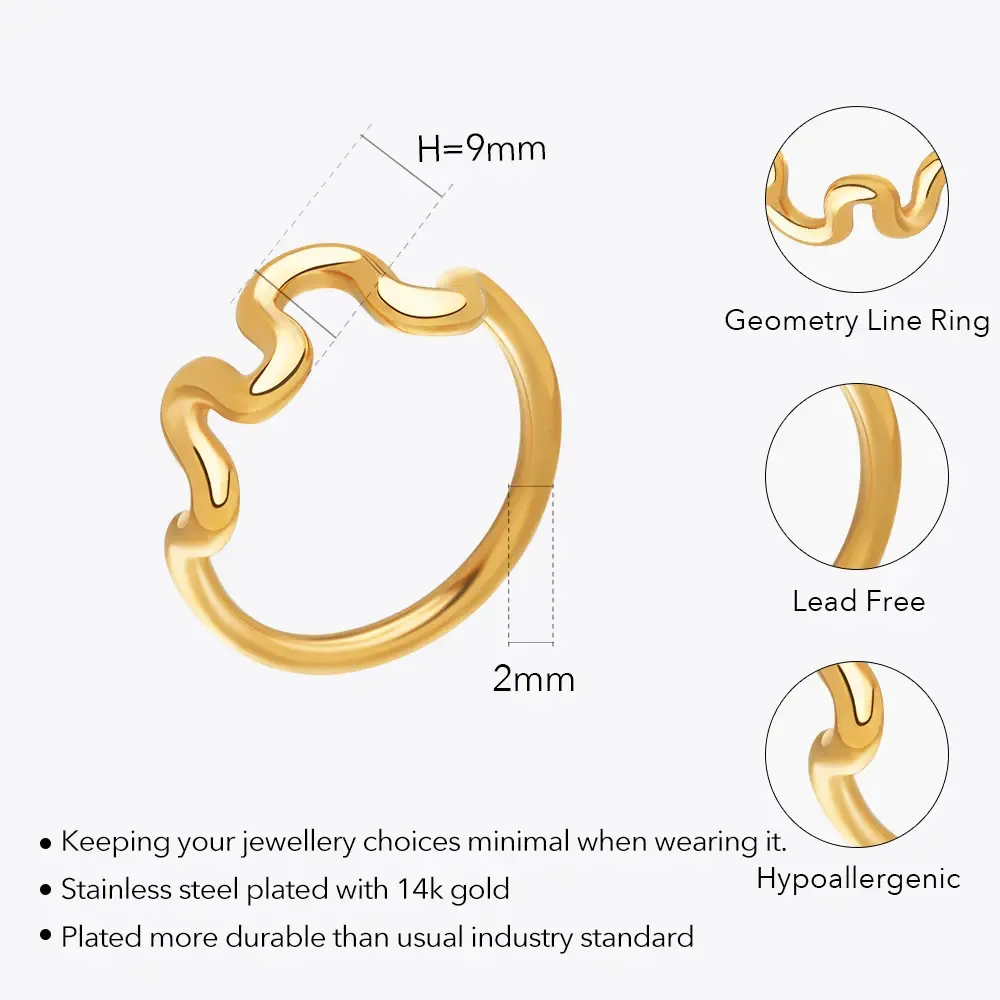 H=9mm
Geometry Line Ring
Lead Free
2mm
• Keeping your jewellery choices minimal when wearing it.
Hypoallergenic
• Stainless steel plated with 14k gold
• Plated more durable than usual industry standard